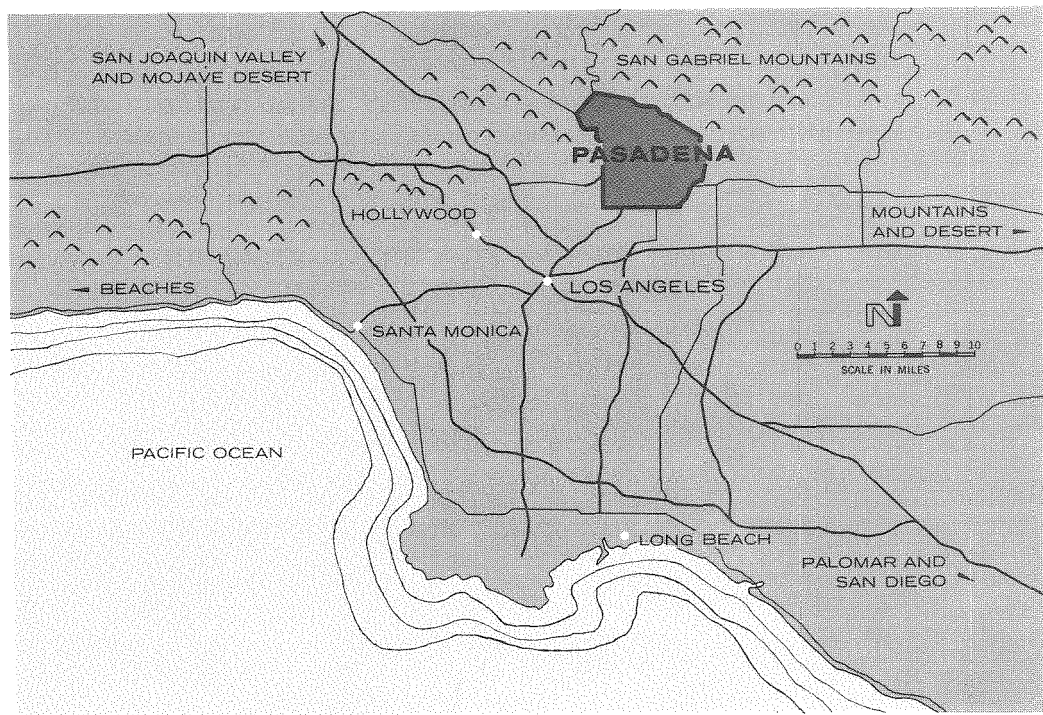 SAN JOAQUIN VALLEY
AND MOJAVE DESERT
SAN GABRIEL MOUNTAINS
PASADENA
HOLLYWOOD
MOUNTAINS
AND DESERT
BEACHES
LOS ANGELES
SANTA MONICA
N
0 1 2 3 4 5 6 7 8 9 10
SCALE IN MILES
PACIFIC OCEAN
LONG BEACH
PALOMAR AND
SAN DIEGO